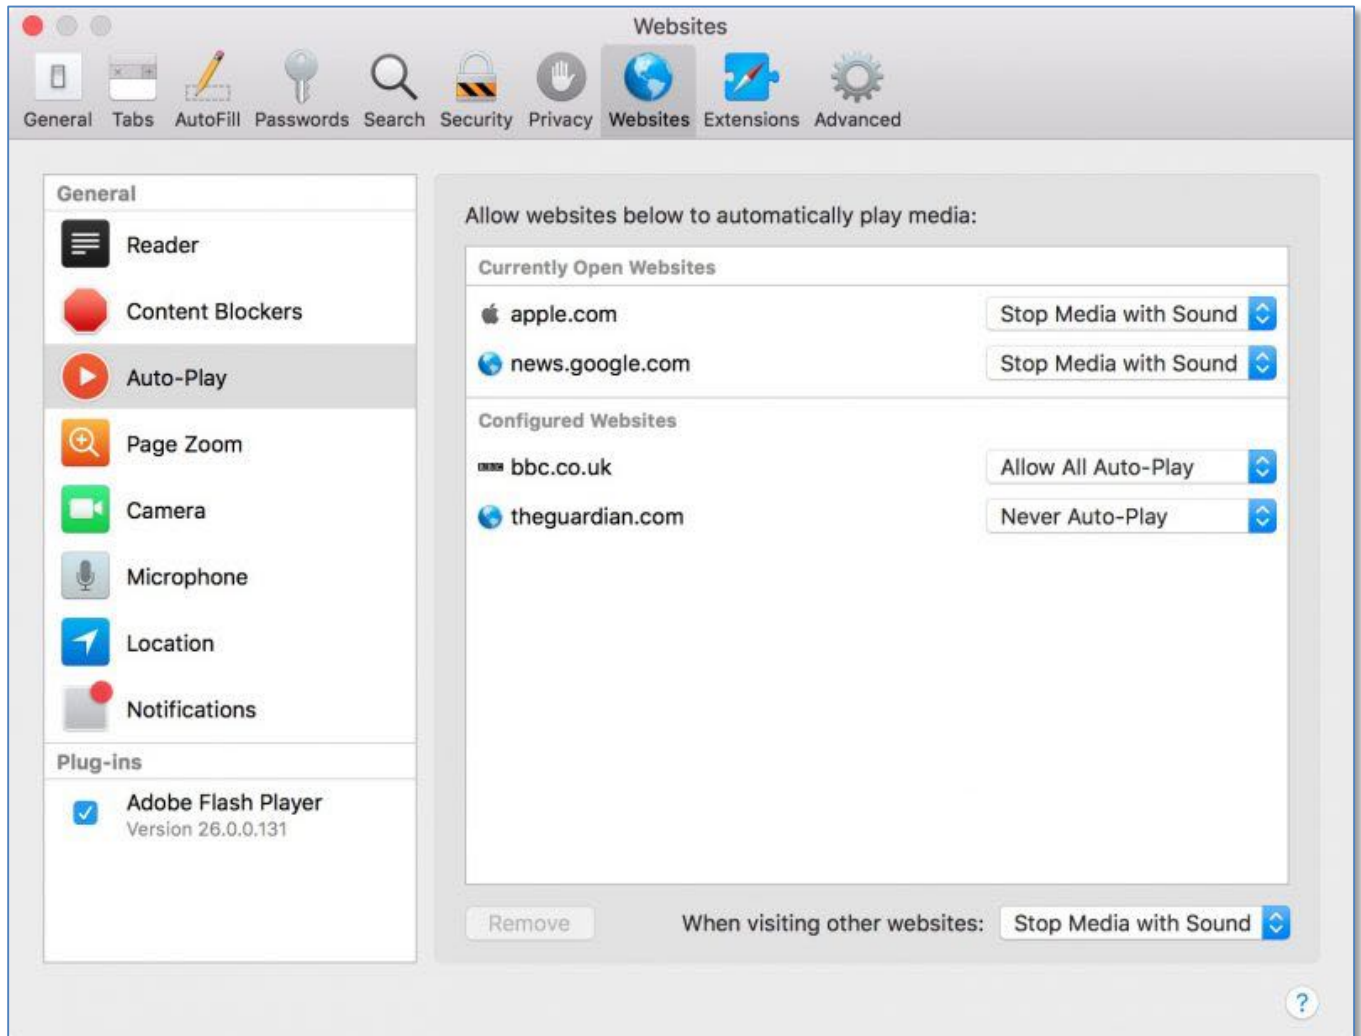 Websites
General Tabs AutoFill Passwords Search Security Privacy Websites Extensions Advanced
General
Reader
Content Blockers
Auto-Play
Page Zoom
Camera
Microphone
Location
Notifications
Plug-ins
Adobe Flash Player
Version 26.0.0.131
Allow websites below to automatically play media:
Currently Open Websites
apple.com Stop Media with Sound
news.google.com Stop Media with Sound
Configured Websites
BBC bbc.co.uk Allow All Auto-Play
theguardian.com Never Auto-Play
Remove When visiting other websites: Stop Media with Sound
?